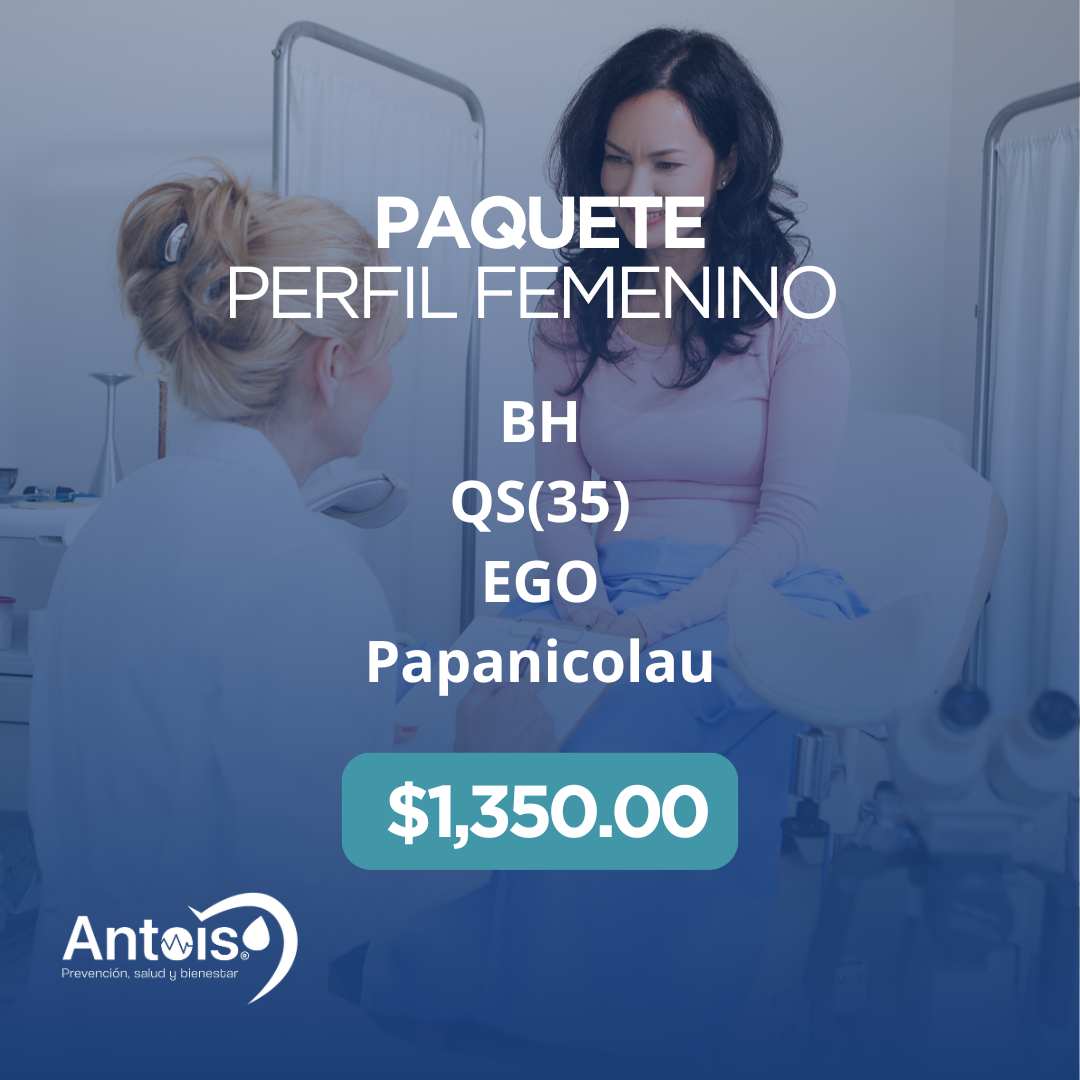 PAQUETE
PERFIL FEMENINO
BH
QS(35)
EGO
Papanicolau
$1,350.00
Antois®
Prevención, salud y bienestar